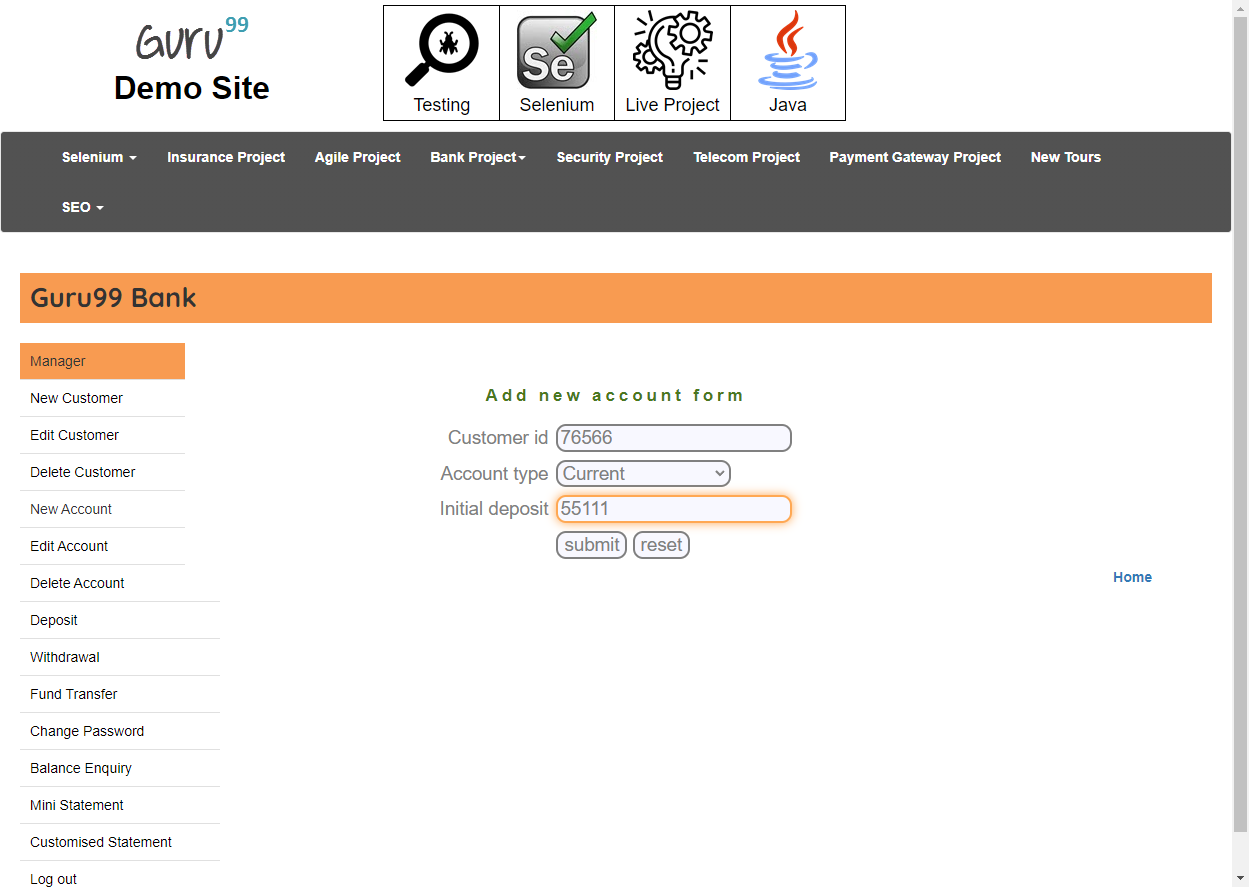 Guru99
Demo Site
Testing
Selenium
Live Project
Java
Selenium
Insurance Project
Agile Project
Bank Project
Security Project
Telecom Project
Payment Gateway Project
New Tours
SEO
Guru99 Bank
Manager
New Customer
Edit Customer
Delete Customer
New Account
Edit Account
Delete Account
Deposit
Withdrawal
Fund Transfer
Change Password
Balance Enquiry
Mini Statement
Customised Statement
Log out
Add new account form
Customer id 76566
Account type Current
Initial deposit 55111
submit reset
Home
Se